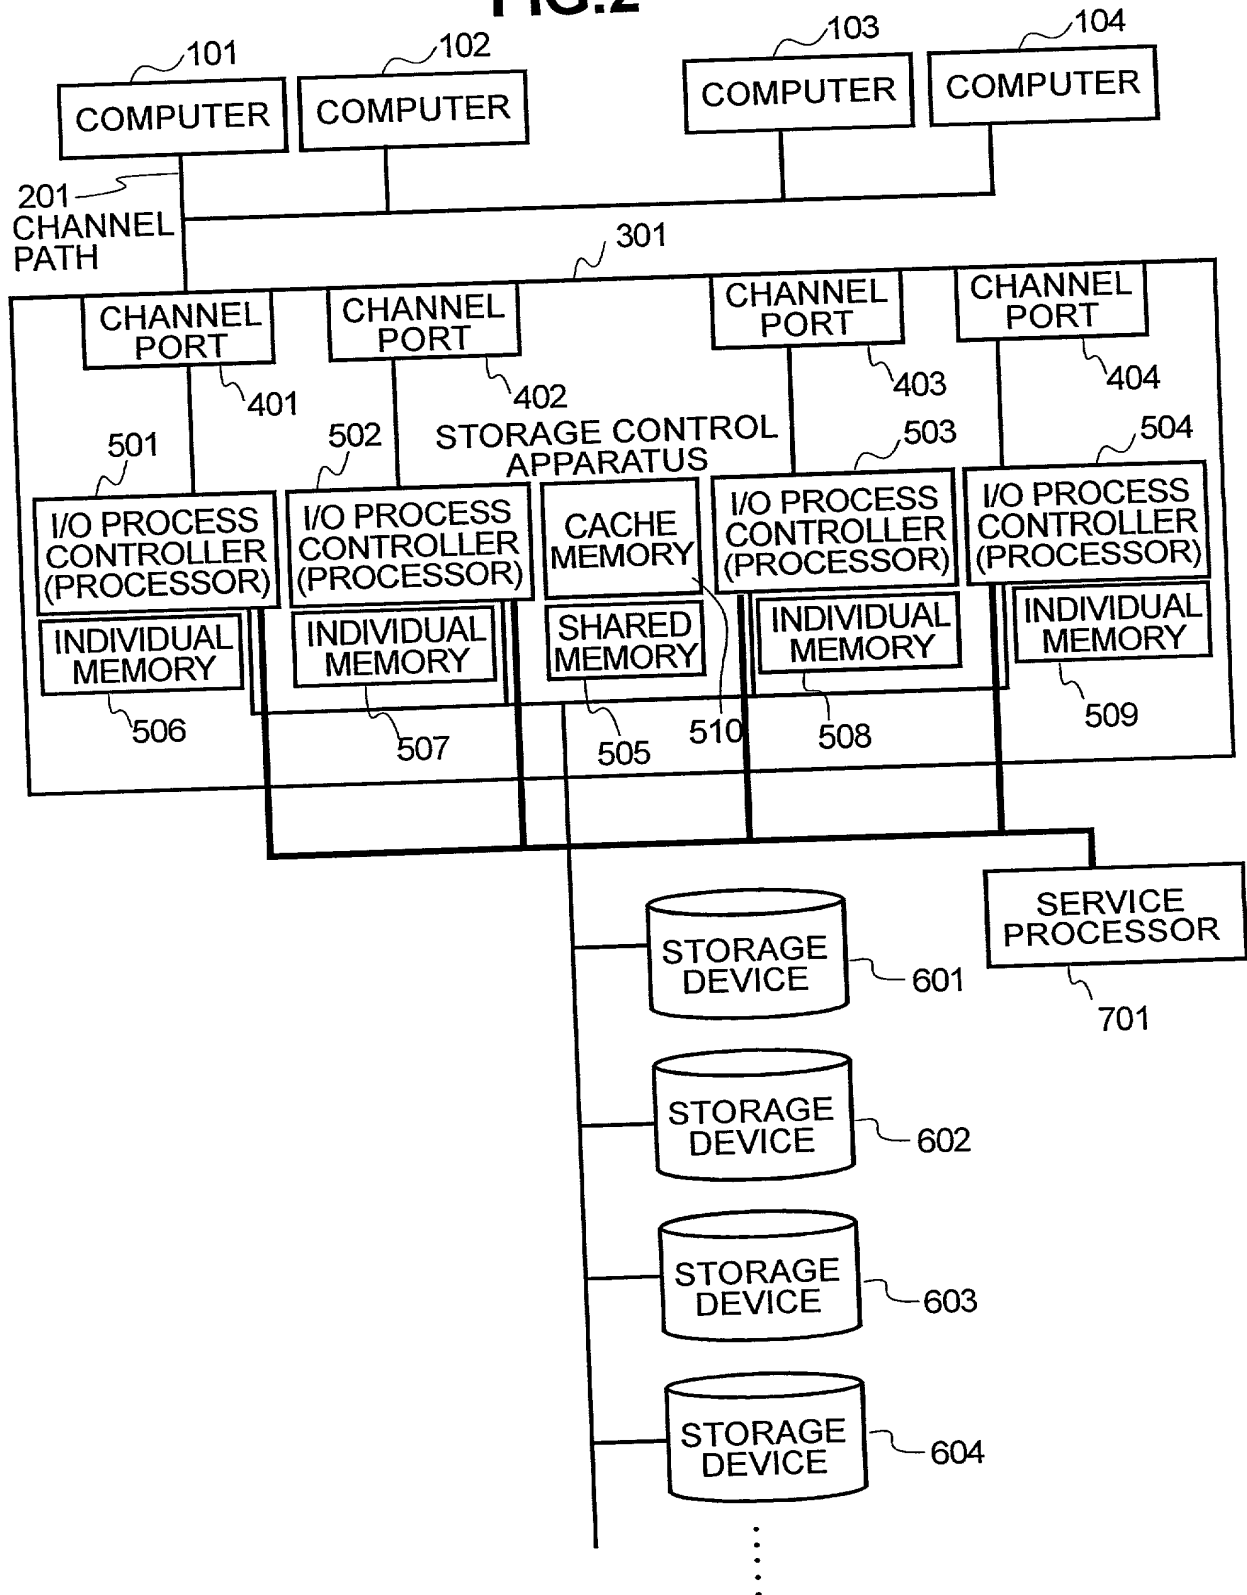 FIG.2
101
102
103
104
COMPUTER
COMPUTER
COMPUTER
COMPUTER
201
CHANNEL
PATH
301
CHANNEL
PORT
CHANNEL
PORT
CHANNEL
PORT
CHANNEL
PORT
401
402
403
404
STORAGE CONTROL
APPARATUS
501
502
503
504
I/O PROCESS
CONTROLLER
(PROCESSOR)
I/O PROCESS
CONTROLLER
(PROCESSOR)
CACHE
MEMORY
I/O PROCESS
CONTROLLER
(PROCESSOR)
I/O PROCESS
CONTROLLER
(PROCESSOR)
INDIVIDUAL
MEMORY
INDIVIDUAL
MEMORY
SHARED
MEMORY
INDIVIDUAL
MEMORY
INDIVIDUAL
MEMORY
506
507
505
510
508
509
SERVICE
PROCESSOR
701
STORAGE
DEVICE
601
STORAGE
DEVICE
602
STORAGE
DEVICE
603
STORAGE
DEVICE
604